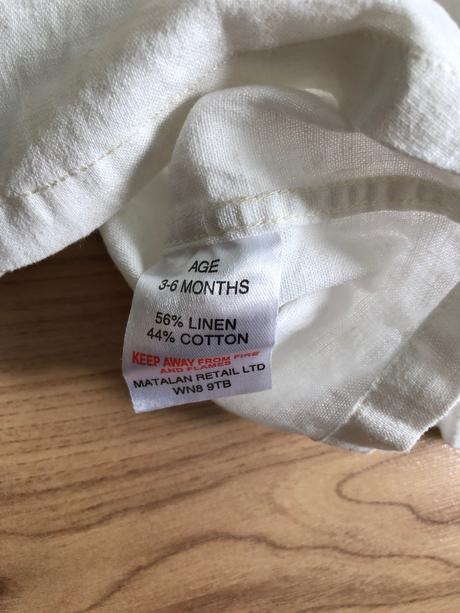 AGE
3-6 MONTHS
56% LINEN
44% COTTON
KEEP AWAY FROM FIRE
AND FLAMES
MATALAN RETAIL LTD
WN8 9TB